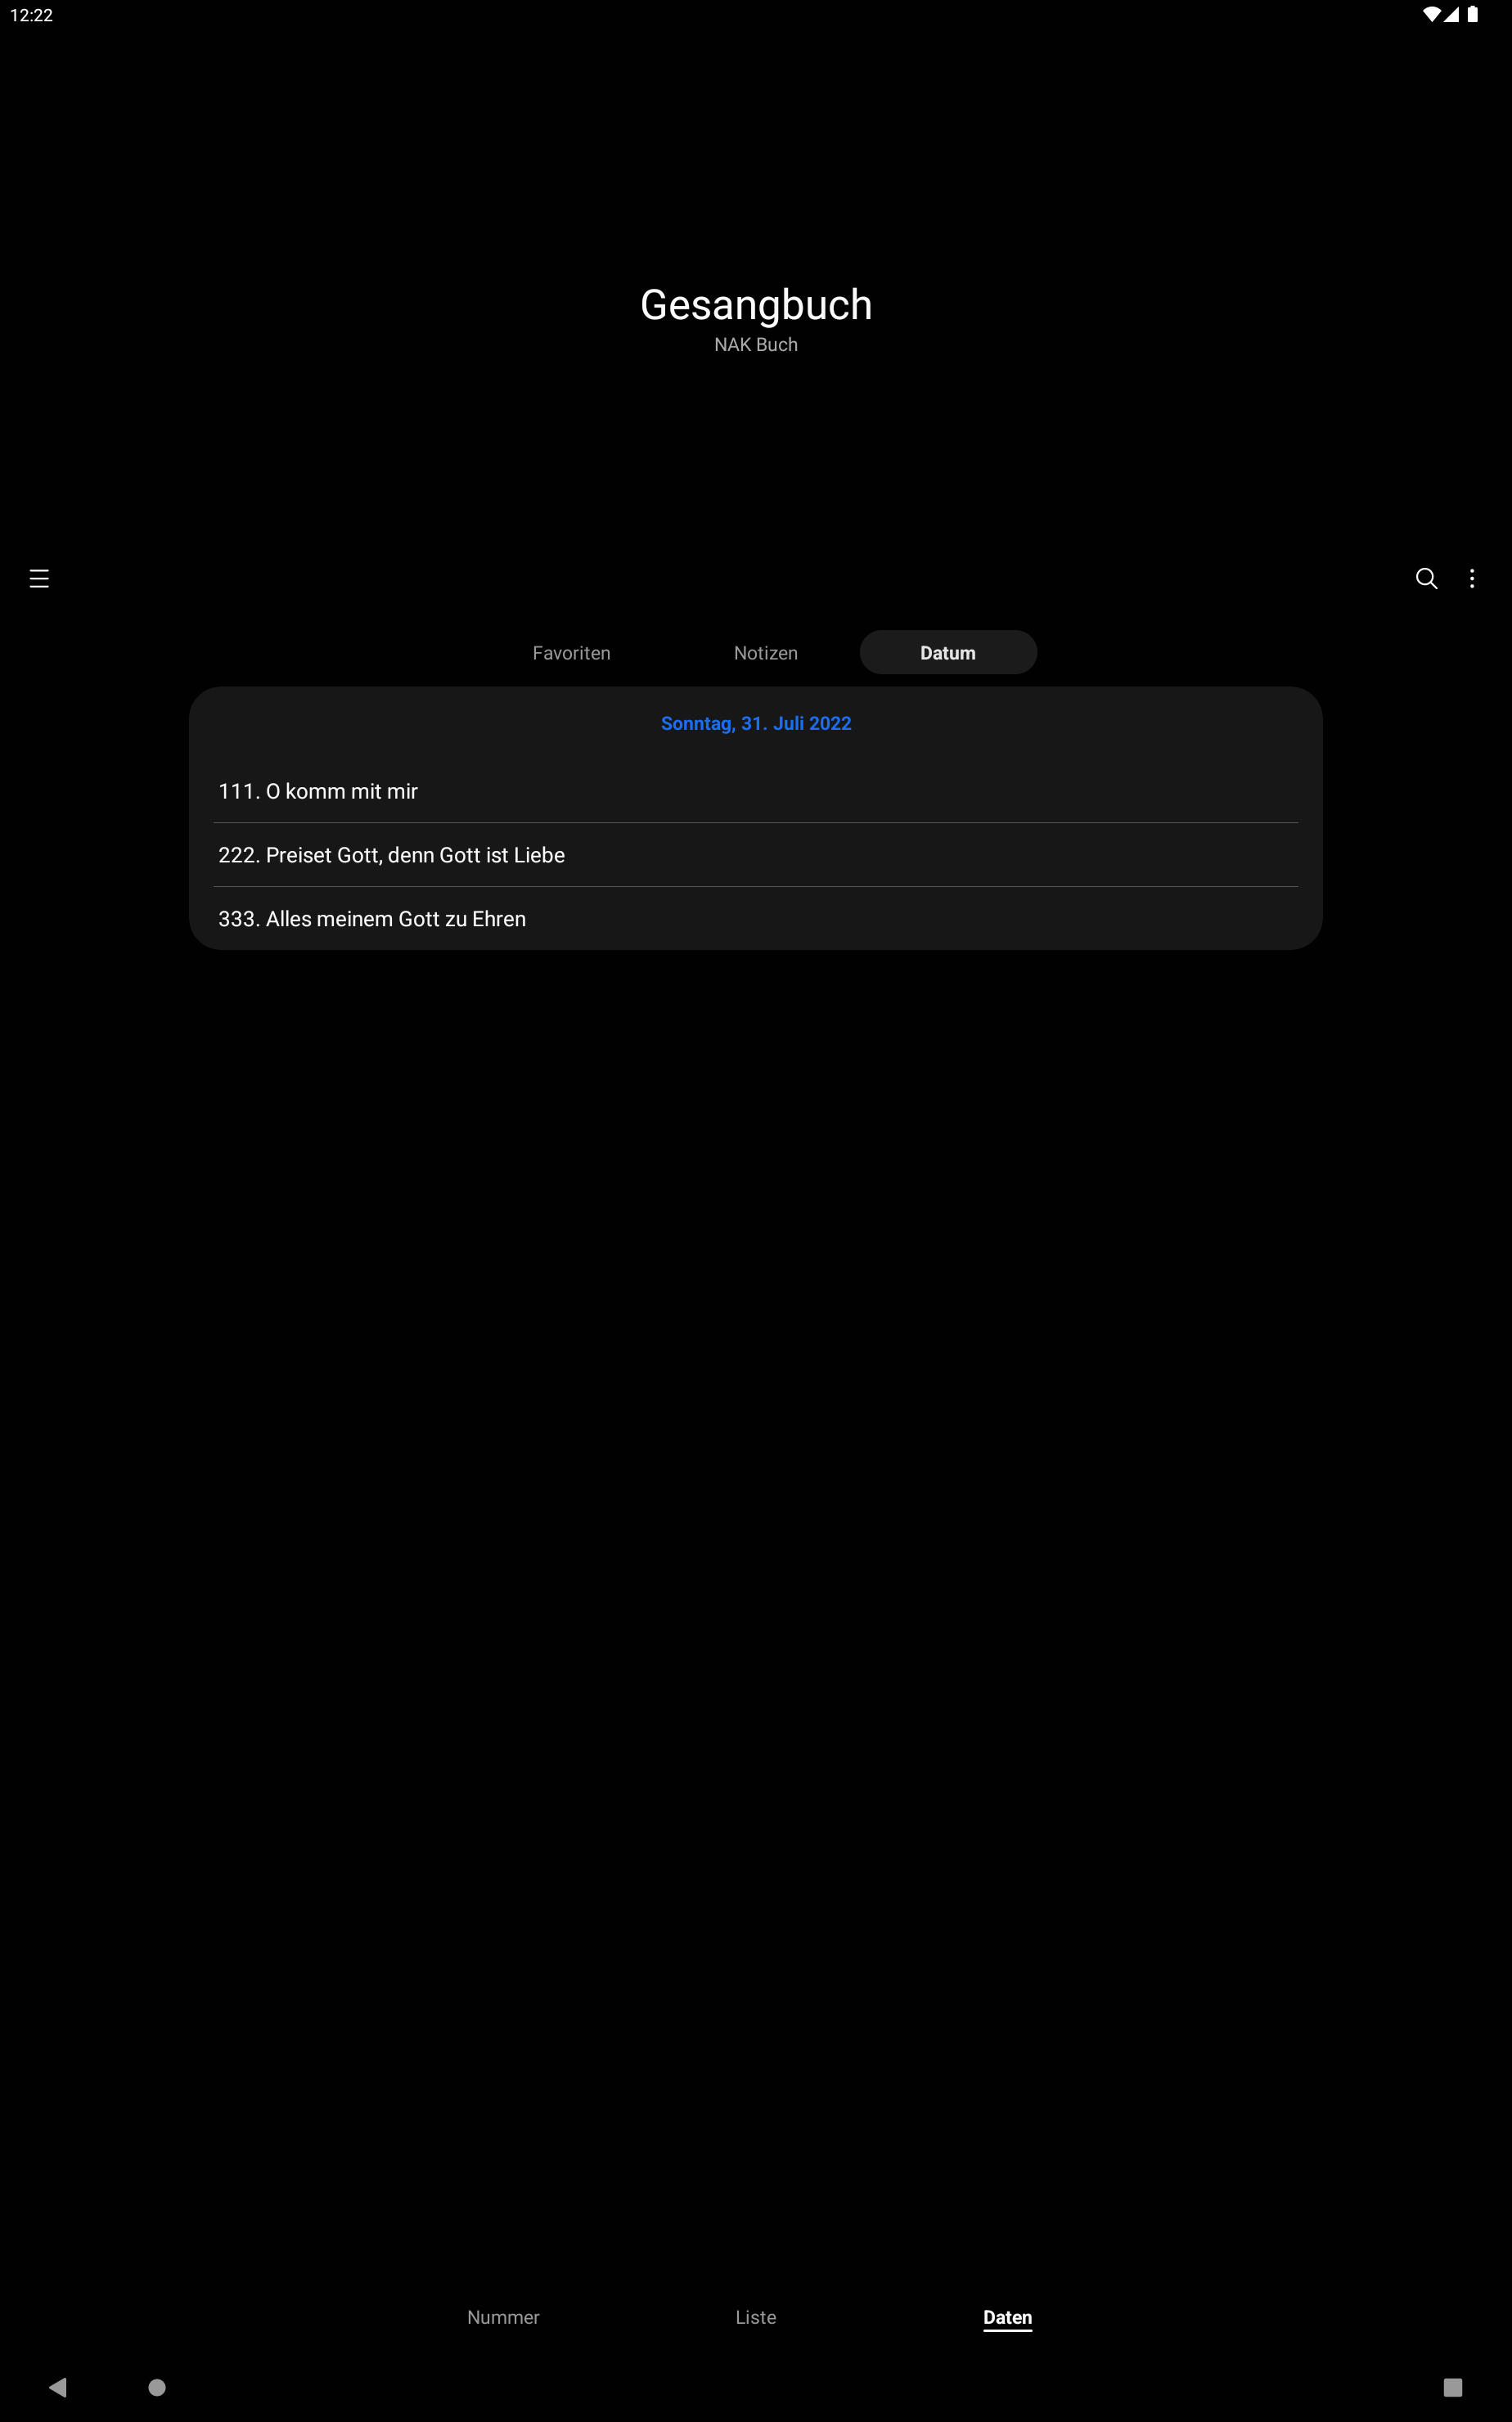 12:22
Gesangbuch
NAK Buch
Favoriten Notizen Datum
Sonntag, 31. Juli 2022
111. O komm mit mir
222. Preiset Gott, denn Gott ist Liebe
333. Alles meinem Gott zu Ehren
Nummer Liste Daten